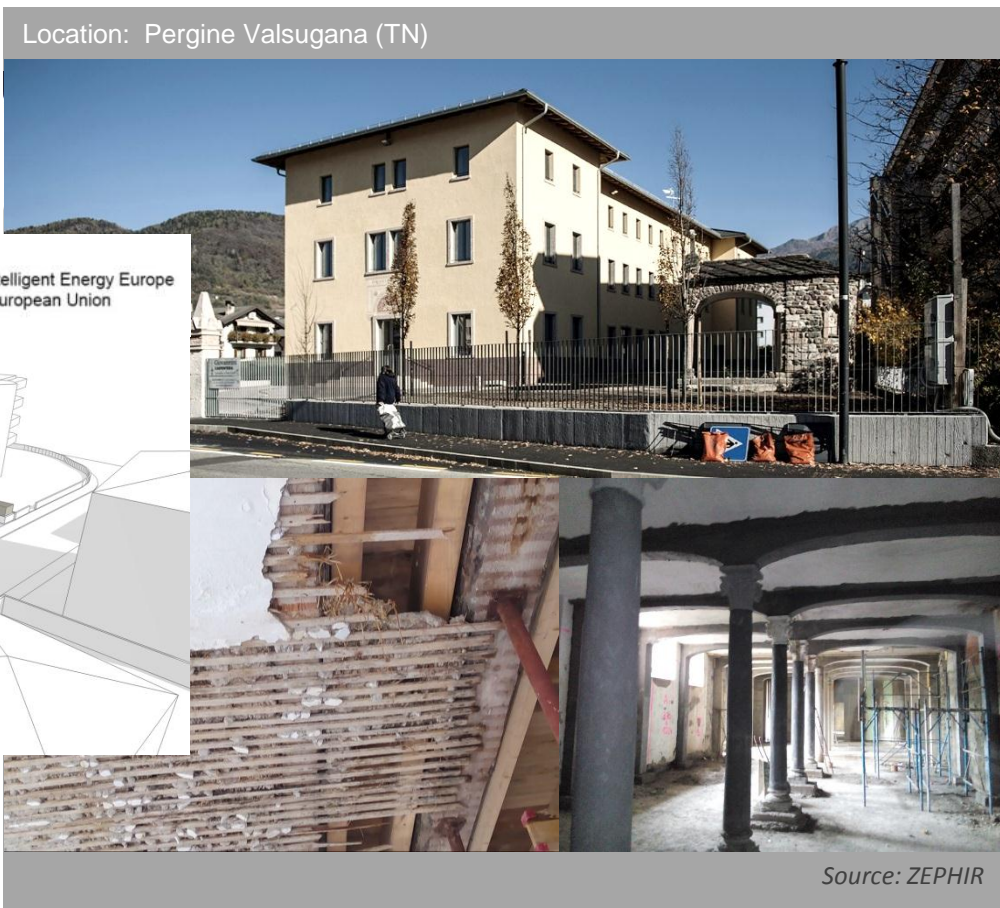 Location: Pergine Valsugana (TN)
elligent Energy Europe
uropean Union
Source: ZEPHIR